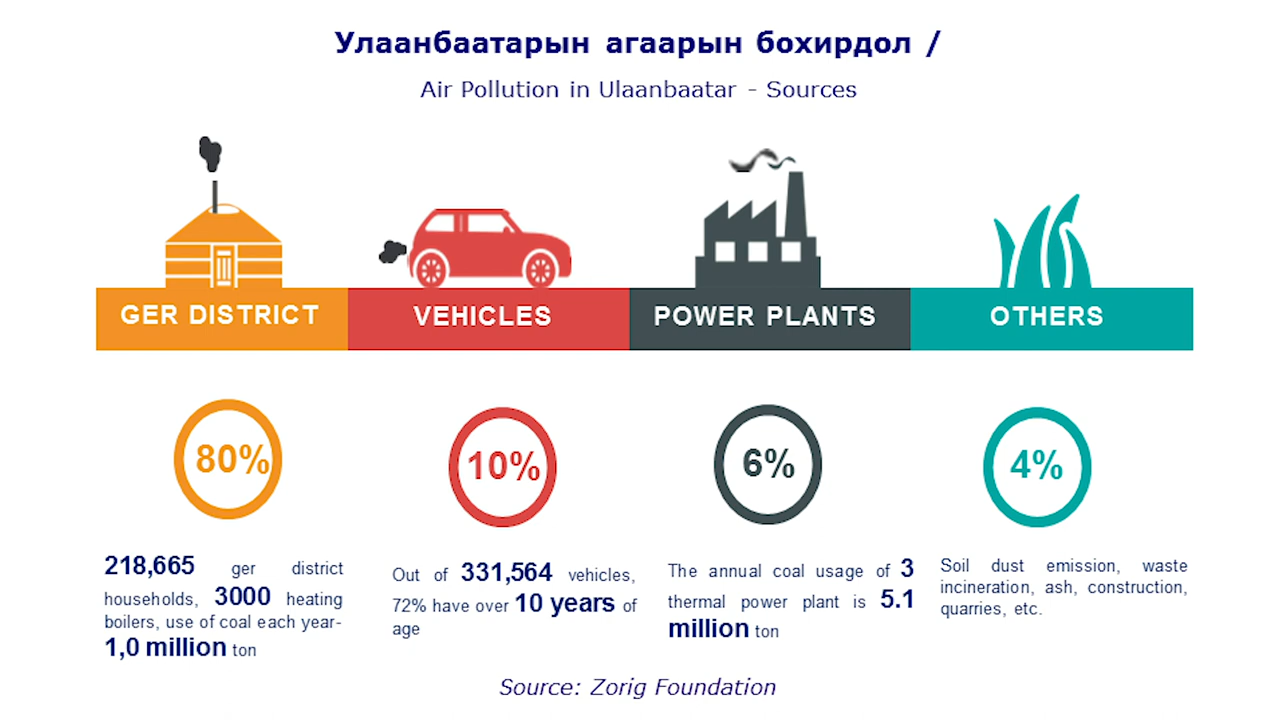 Улаанбаатарын агаарын бохирдол /
Air Pollution in Ulaanbaatar - Sources
GER DISTRICT
VEHICLES
POWER PLANTS
OTHERS
80%
10%
6%
4%
218,665 ger district
households, 3000 heating
boilers, use of coal each year-
1,0 million ton
Out of 331,564 vehicles,
72% have over 10 years of
age
The annual coal usage of 3
thermal power plant is 5.1
million ton
Soil dust emission, waste
incineration, ash, construction,
quarries, etc.
Source: Zorig Foundation